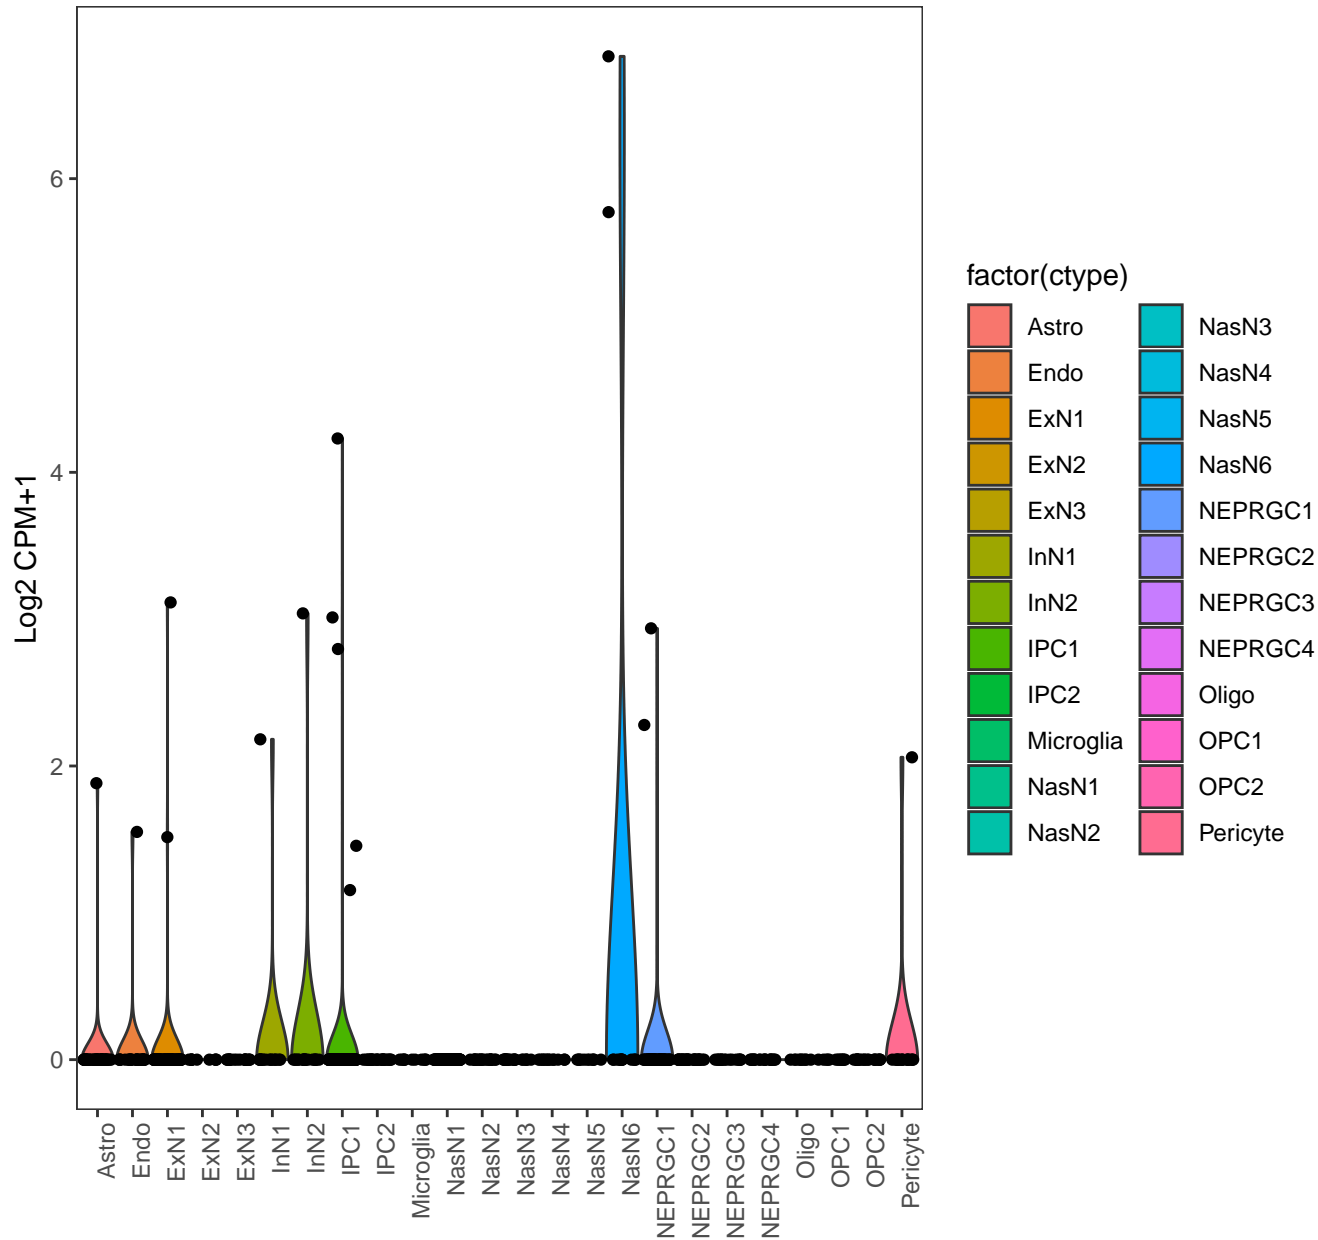 Log2 CPM+1
6
4
2
0
Astro
Endo
ExN1
ExN2
ExN3
InN1
InN2
IPC1
IPC2
Microglia
NasN1
NasN2
NasN3
NasN4
NasN5
NasN6
NEPRGC1
NEPRGC2
NEPRGC3
NEPRGC4
Oligo
OPC1
OPC2
Pericyte
factor(ctype)
Astro
Endo
ExN1
ExN2
ExN3
InN1
InN2
IPC1
IPC2
Microglia
NasN1
NasN2
NasN3
NasN4
NasN5
NasN6
NEPRGC1
NEPRGC2
NEPRGC3
NEPRGC4
Oligo
OPC1
OPC2
Pericyte